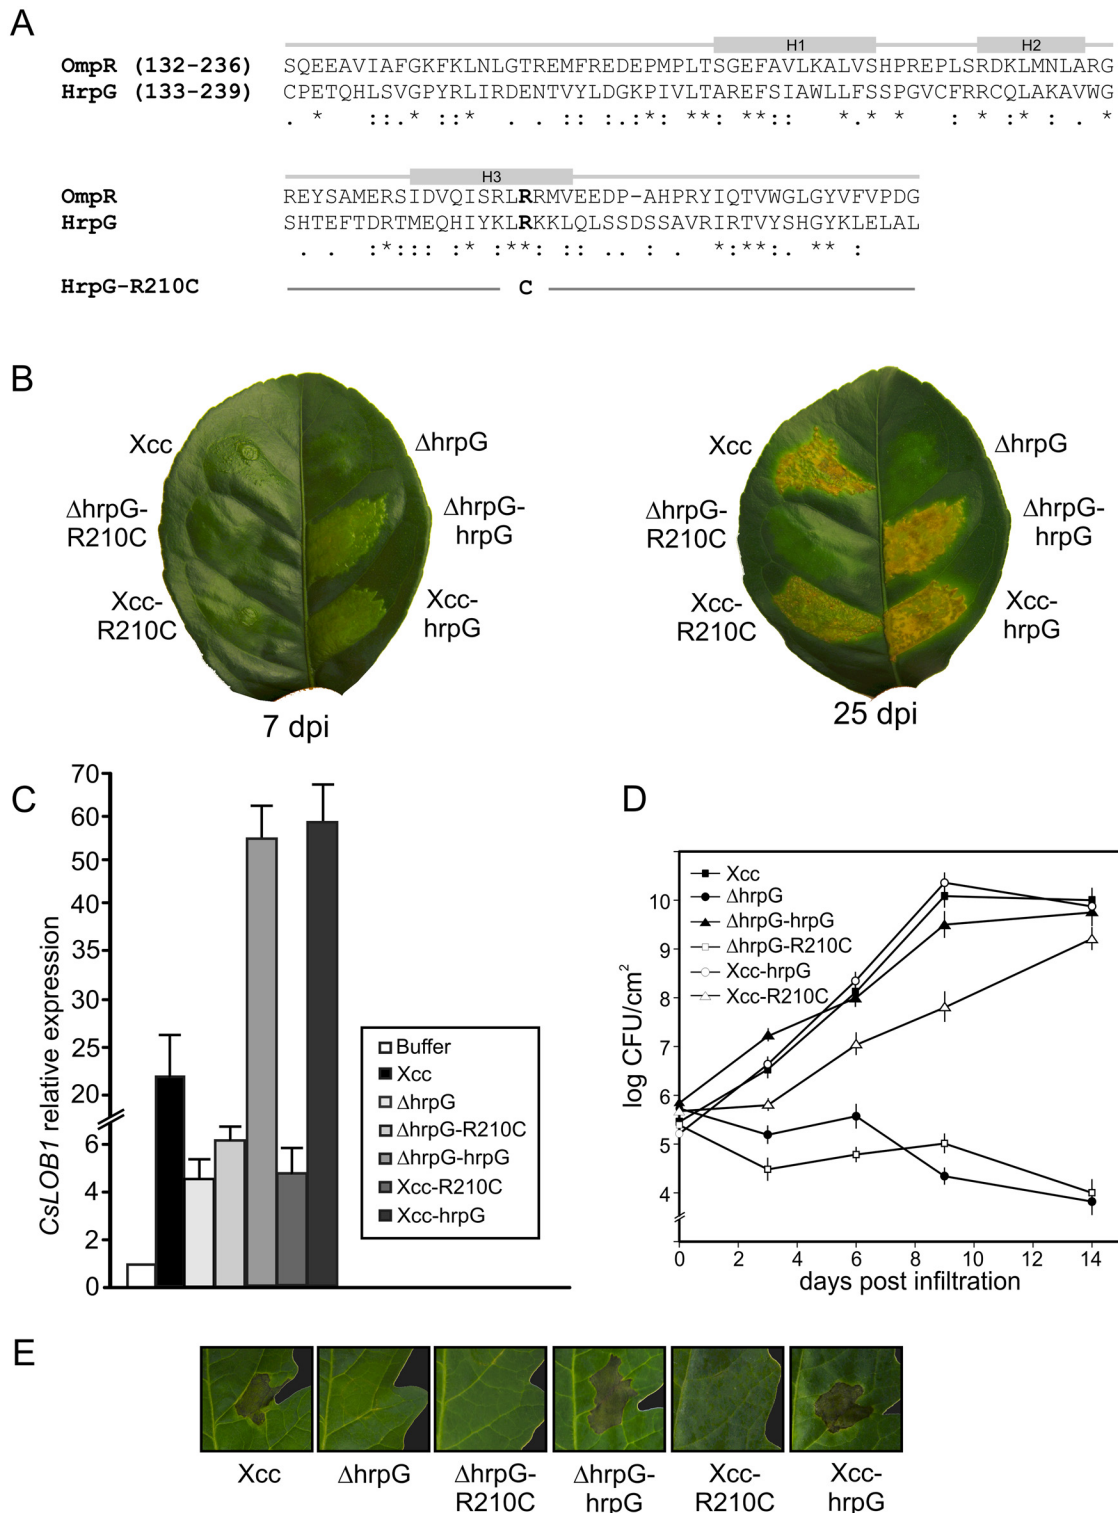 A
H1
H2
OmpR (132-236) SQEEAVIAFGKFKLNLGTREMFREDEPMPLTSGEFAVLKALVSHPREPLSRDKLMNLARG
HrpG (133-239) CPETQHLSVGPYRLIRDENTVYLDGKPIVLTAREFSIAWLLFSSPGVCFRRCQLAKAVWG
. * ::* ::* . . :: :..:*: ** **:: *.* * : * :* : . *
H3
OmpR REYSAMERSIDVQISRLRRMVEEDP-AHPRYIQTVWGLGYVFVPDG
HrpG SHTEFTDRTMEQHIYKLRKKLQLSSDSSAVRIRTVYSHGYKLELAL
. . :*:::: :* :**:.:: .. : . *:**:. ** :
HrpG-R210C C
B
Xcc
ΔhrpG
ΔhrpG-
R210C
ΔhrpG-
hrpG
Xcc-
R210C
Xcc-
hrpG
7 dpi
Xcc
ΔhrpG
ΔhrpG-
R210C
ΔhrpG-
hrpG
Xcc-
R210C
Xcc-
hrpG
25 dpi
C
CsLOB1 relative expression
70
60
50
40
35
30
25
20
6
4
2
0
Buffer
Xcc
ΔhrpG
ΔhrpG-R210C
ΔhrpG-hrpG
Xcc-R210C
Xcc-hrpG
D
log CFU/cm²
10
9
8
7
6
5
4
Xcc
ΔhrpG
ΔhrpG-hrpG
ΔhrpG-R210C
Xcc-hrpG
Xcc-R210C
0 2 4 6 8 10 12 14
days post infiltration
E
Xcc
ΔhrpG
ΔhrpG-
R210C
ΔhrpG-
hrpG
Xcc-
R210C
Xcc-
hrpG